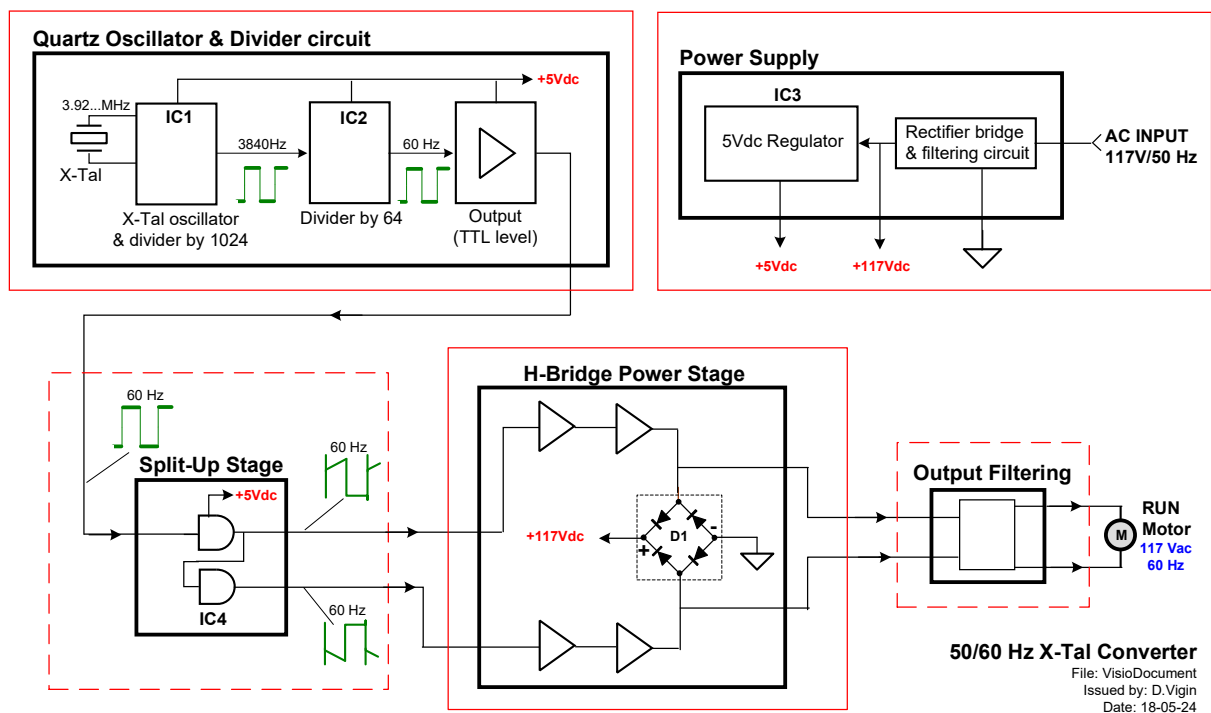 Quartz Oscillator & Divider circuit
+5Vdc
3.92...MHz
IC1
IC2
3840Hz
60 Hz
X-Tal
X-Tal oscillator
& divider by 1024
Divider by 64
Output
(TTL level)
Power Supply
IC3
5Vdc Regulator
Rectifier bridge
& filtering circuit
AC INPUT
117V/50 Hz
+5Vdc
+117Vdc
60 Hz
Split-Up Stage
+5Vdc
60 Hz
IC4
60 Hz
H-Bridge Power Stage
+117Vdc
+
D1
-
Output Filtering
RUN
Motor
M
117 Vac
60 Hz
50/60 Hz X-Tal Converter
File: VisioDocument
Issued by: D.Vigin
Date: 18-05-24